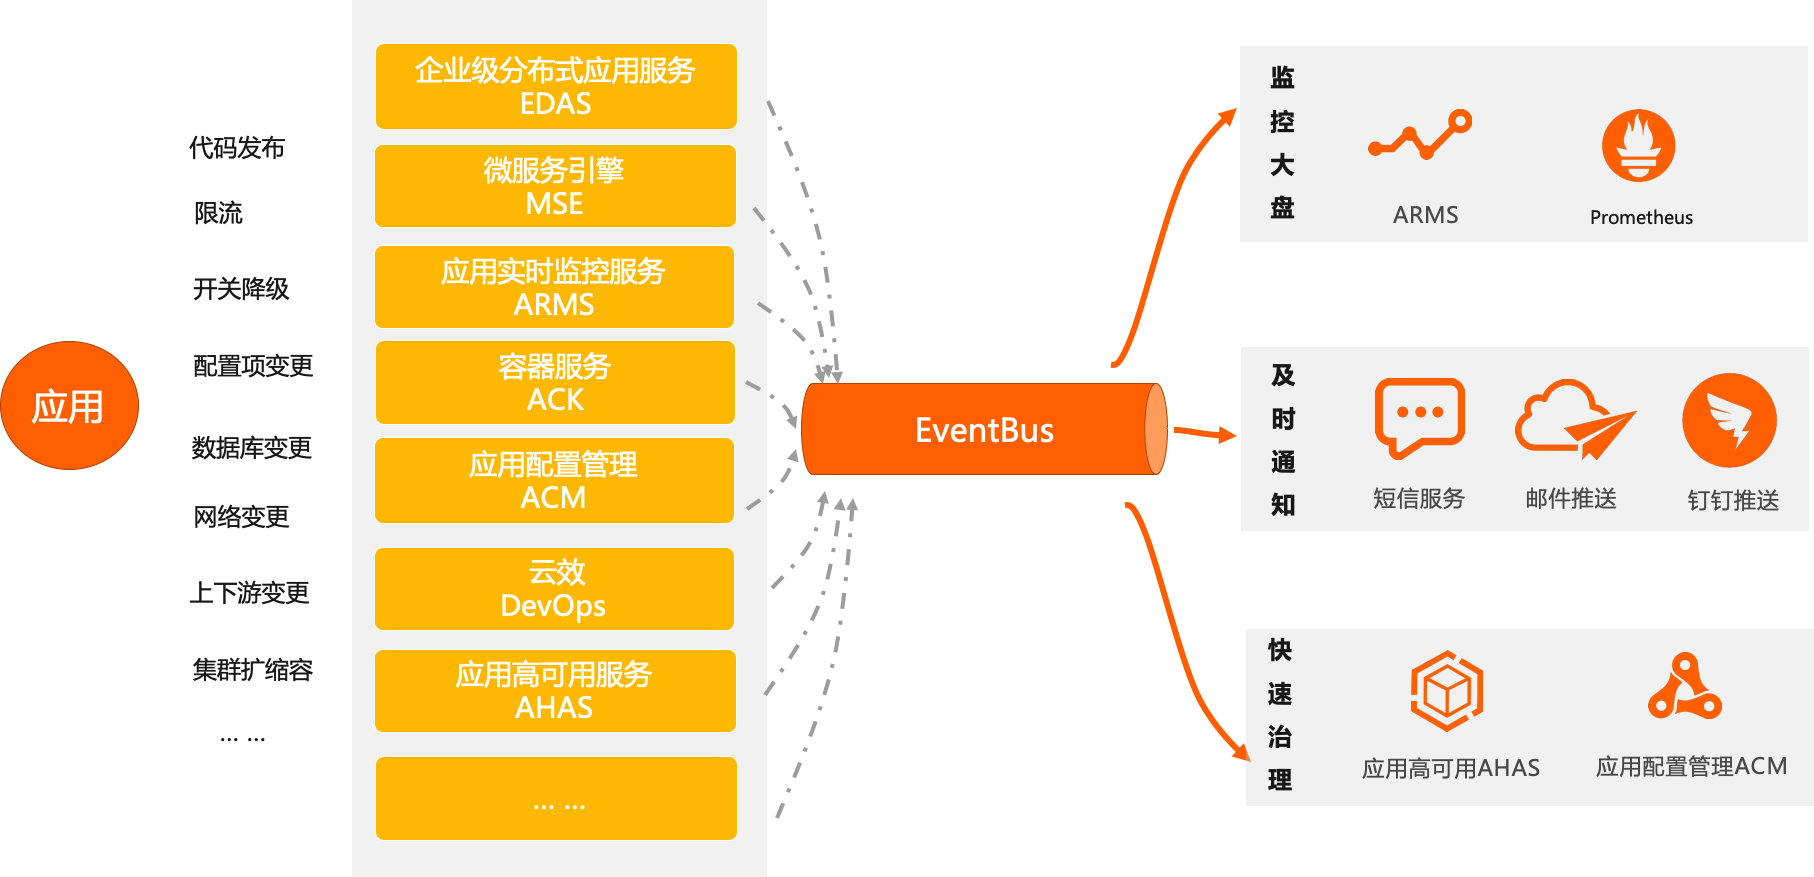 应用
代码发布
限流
开关降级
配置项变更
数据库变更
网络变更
上下游变更
集群扩缩容
... ...
企业级分布式应用服务
EDAS
微服务引擎
MSE
应用实时监控服务
ARMS
容器服务
ACK
应用配置管理
ACM
云效
DevOps
应用高可用服务
AHAS
... ...
EventBus
监控大盘
ARMS
Prometheus
及时通知
短信服务
邮件推送
钉钉推送
快速治理
应用高可用AHAS
应用配置管理ACM